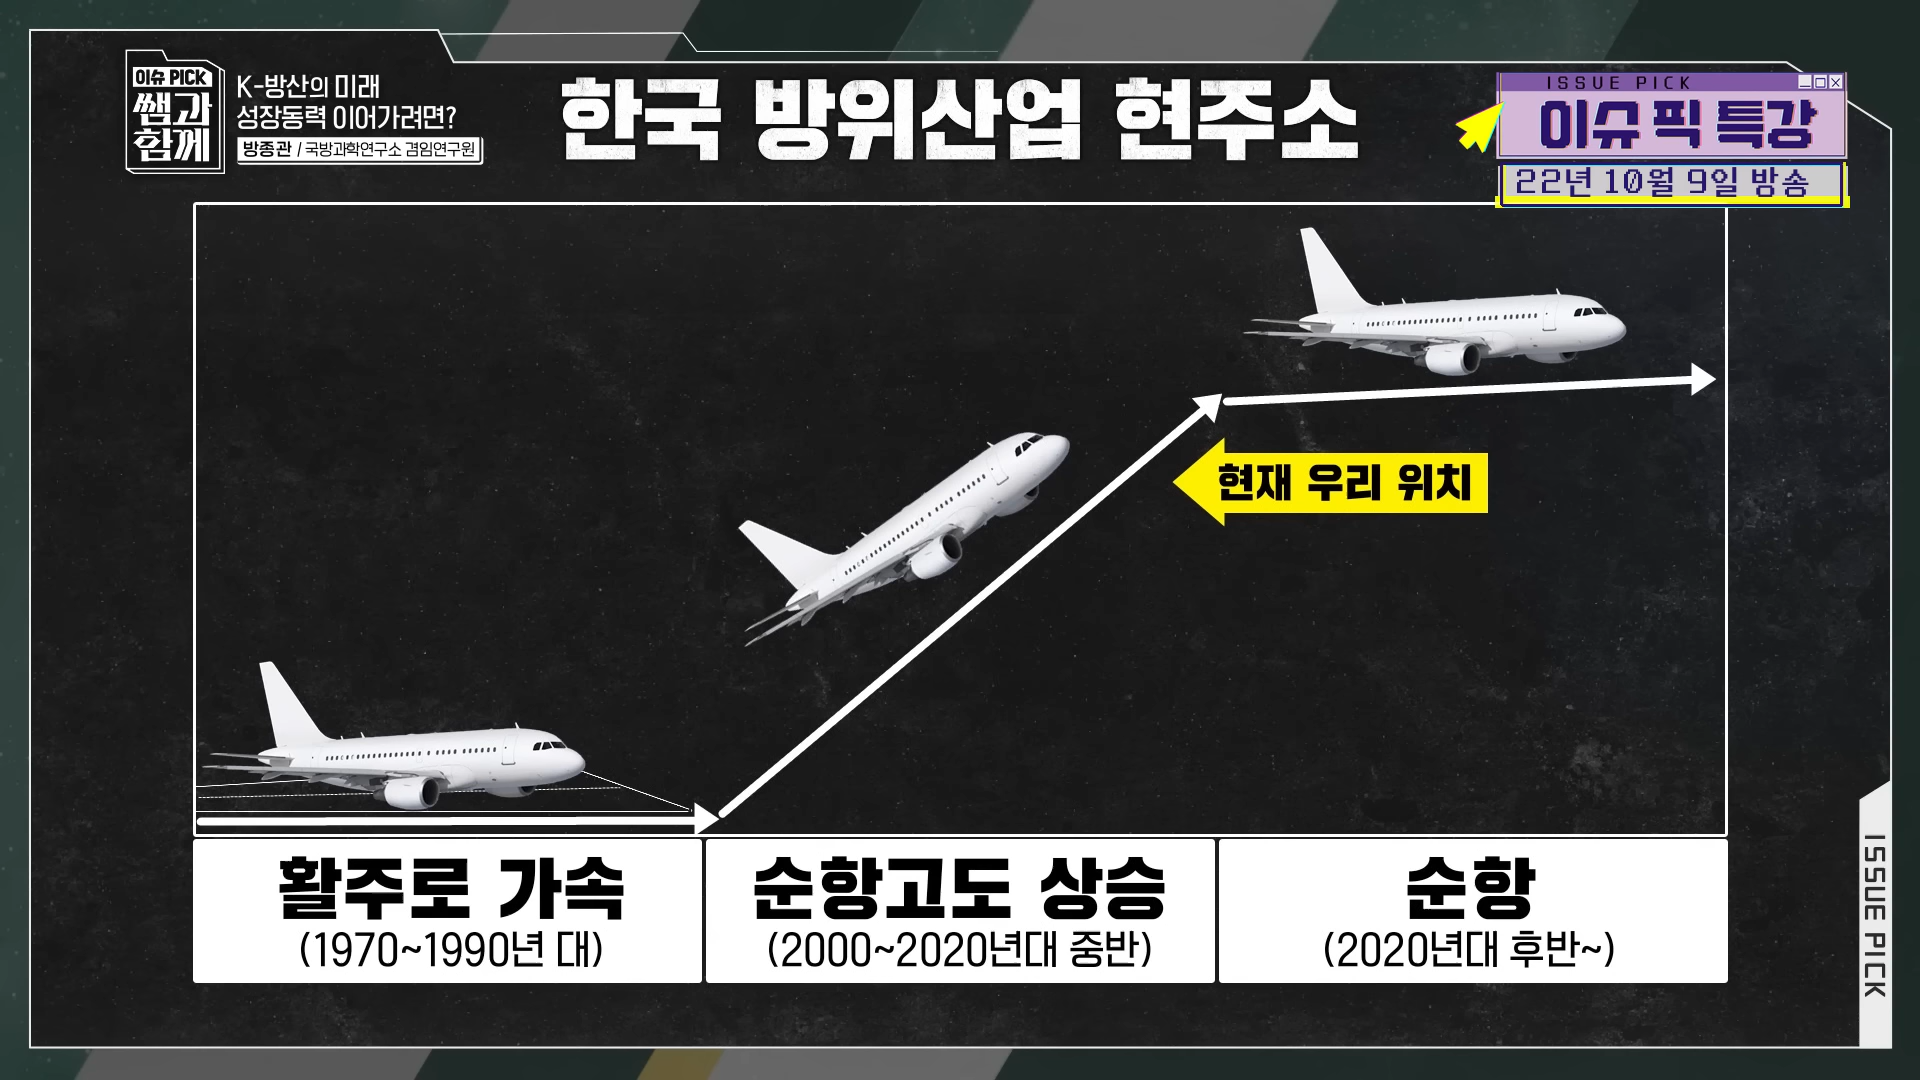 이슈 PICK
쌤과
함께
K-방산의 미래
성장동력 이어가려면?
방종관 / 국방과학연구소 겸임연구원
한국 방위산업 현주소
ISSUE PICK
이슈 픽 특강
22년 10월 9일 방송
현재 우리 위치
활주로 가속
(1970~1990년 대)
순항고도 상승
(2000~2020년대 중반)
순항
(2020년대 후반~)
ISSUE PICK